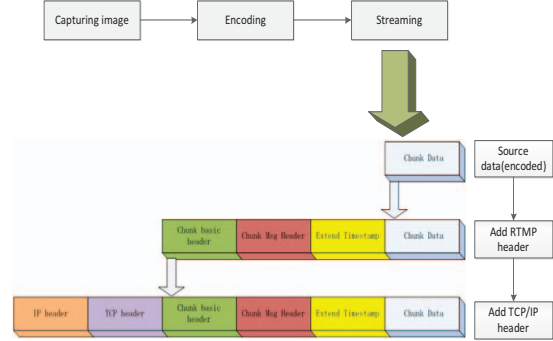 Capturing image
Encoding
Streaming
Chunk Data
Source
data(encoded)
Chunk basic
header
Chunk Msg Header
Extend Timestamp
Chunk Data
Add RTMP
header
IP header
TCP header
Chunk basic
header
Chunk Msg Header
Extend Timestamp
Chunk Data
Add TCP/IP
header